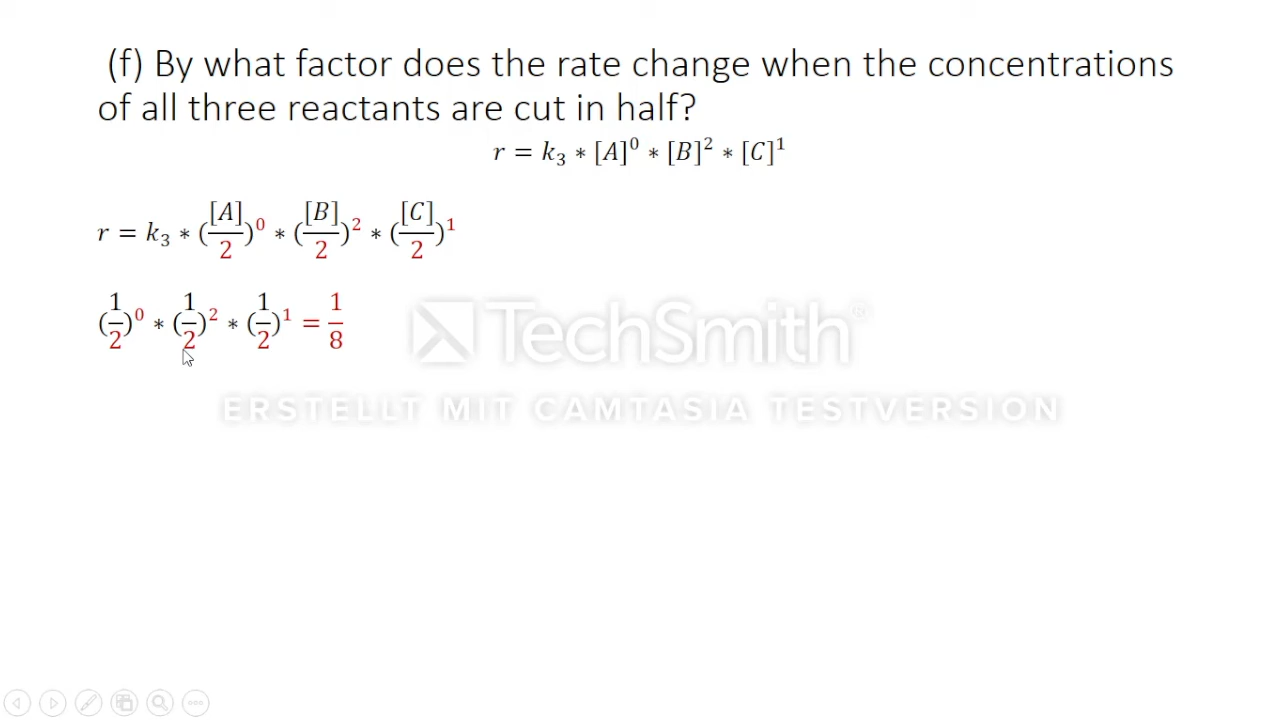 (f) By what factor does the rate change when the concentrations
of all three reactants are cut in half?
r = k₃ ∗ [A]⁰ ∗ [B]² ∗ [C]¹
r = k₃ ∗ ([A]/2)⁰ ∗ ([B]/2)² ∗ ([C]/2)¹
(1/2)⁰ ∗ (1/2)² ∗ (1/2)¹ = 1/8
TechSmith®
ERSTELLT MIT CAMTASIA TESTVERSION